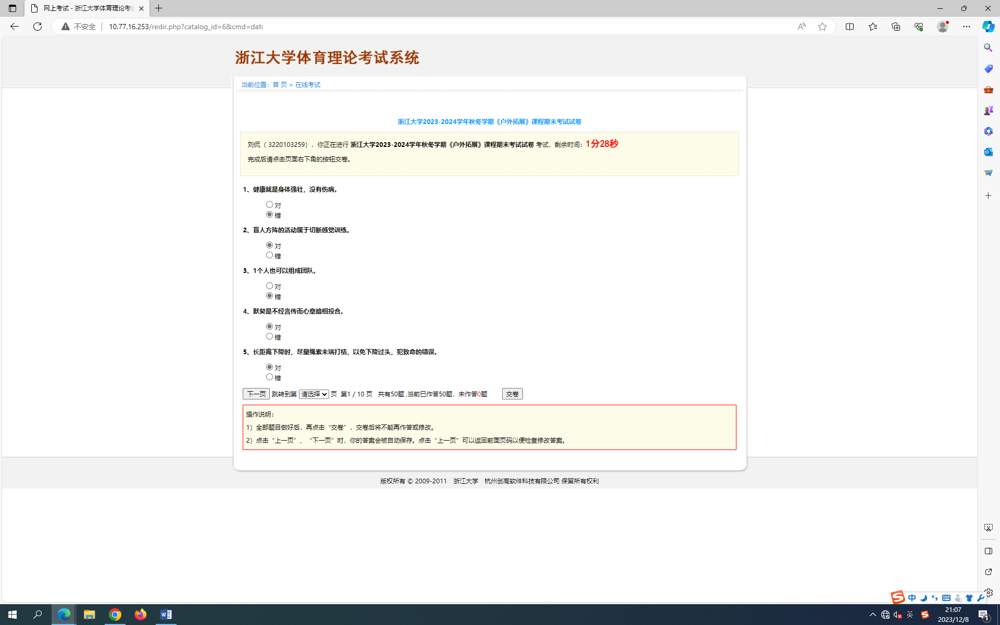 网上考试 - 浙江大学体育理论考试
不安全
10.77.16.253/redir.php?catalog_id=6&cmd=dati
浙江大学体育理论考试系统
当前位置：首 页 > 在线考试
浙江大学2023-2024学年秋冬学期《户外拓展》课程期末考试试卷
刘侃（ 3220103259），你正在进行 浙江大学2023-2024学年秋冬学期《户外拓展》课程期末考试试卷 考试，剩余时间：1分28秒
完成后请点击页面右下角的按钮交卷。
1、健康就是身体强壮，没有伤病。
对
错
2、盲人方阵的活动属于切断感觉训练。
对
错
3、1个人也可以组成团队。
对
错
4、默契是不经言传而心意暗相投合。
对
错
5、长距离下降时，尽量绳索末端打结，以免下降过头，犯致命的错误。
对
错
下一页 跳转到第 请选择 页 第1 / 10 页 共有50题 ,当前已作答50题，未作答0题 交卷
操作说明：
1）全部题目做好后，再点击“交卷”，交卷后将不能再作答或修改。
2）点击“上一页”、“下一页”时，你的答案会被自动保存。点击“上一页”可以返回前面页码以便检查修改答案。
版权所有 © 2009-2011 浙江大学 杭州创高软件科技有限公司 保留所有权利
中
英
21:07
2023/12/8
1